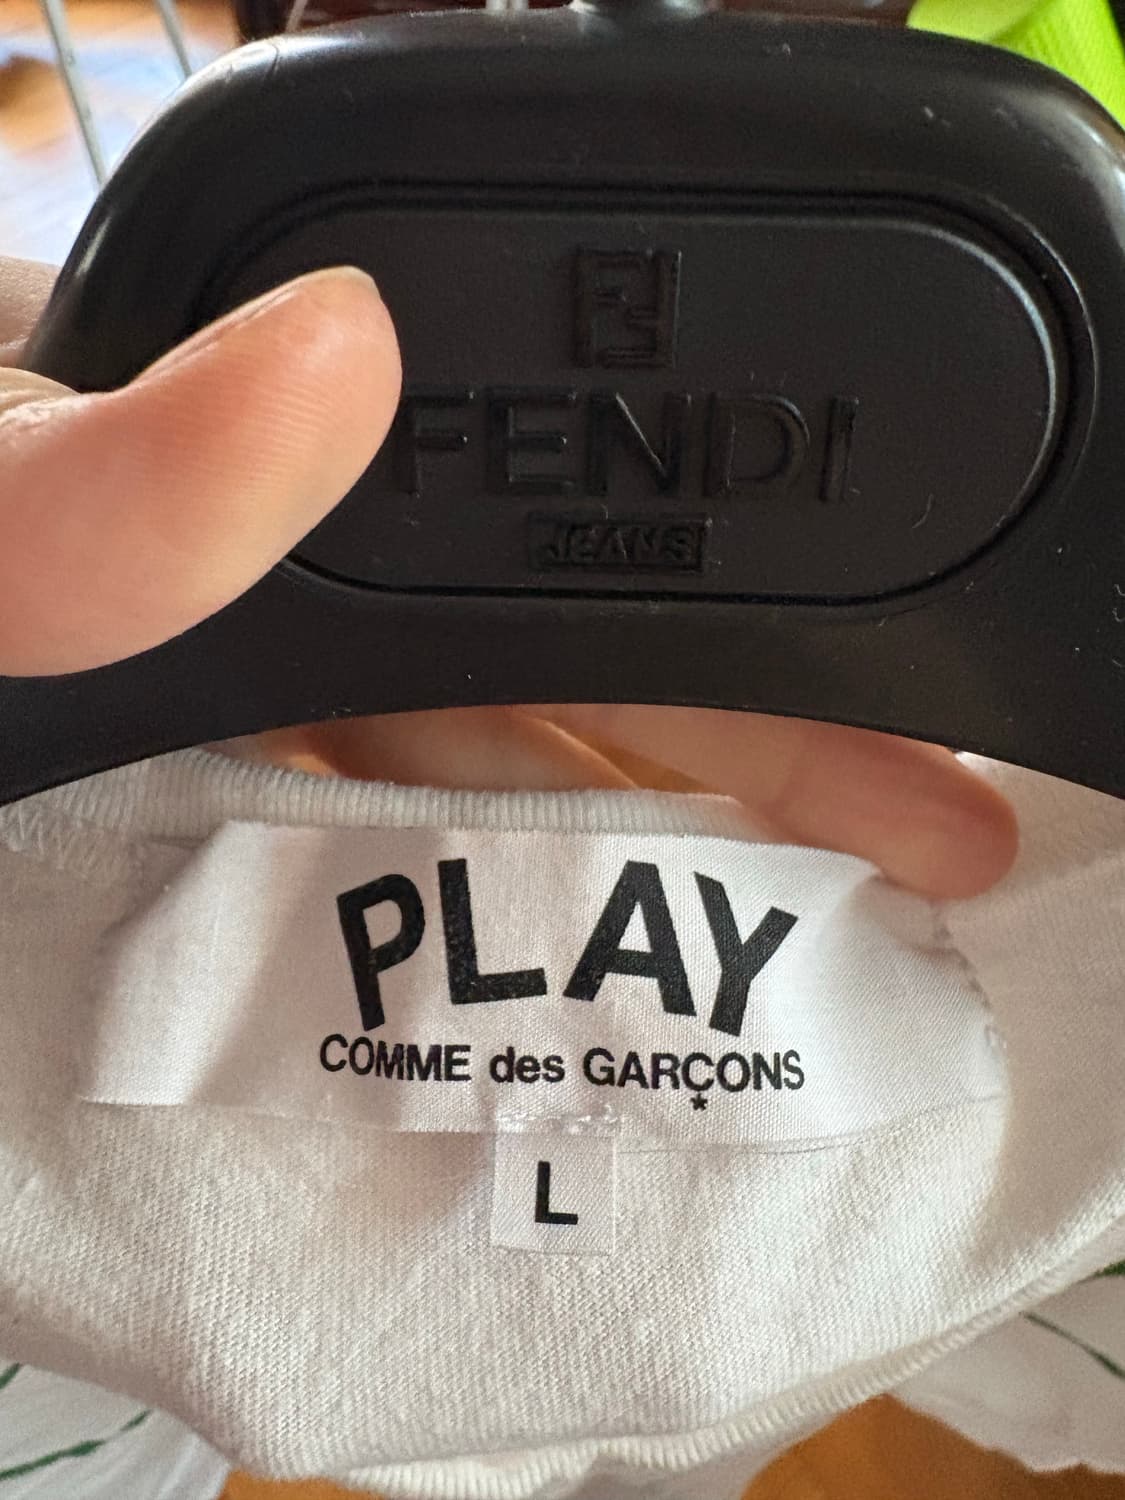 FENDI
JEANS
PLAY
COMME des GARÇONS
*
L